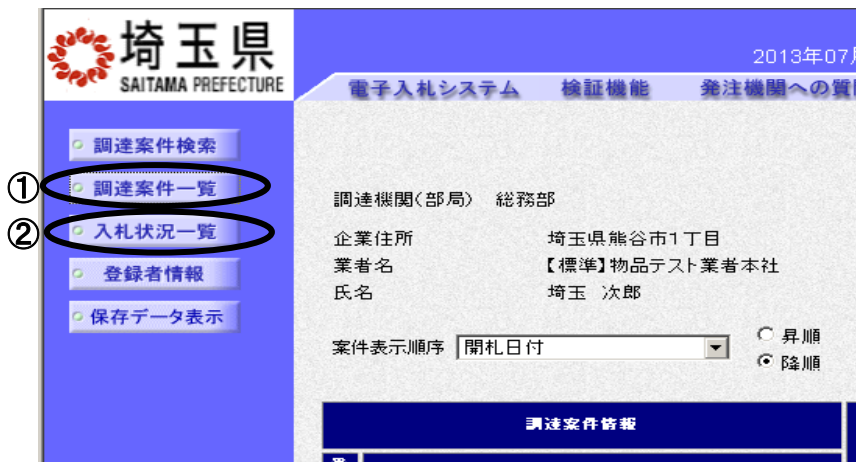 埼玉県
SAITAMA PREFECTURE
2013年07月
電子入札システム 検証機能 発注機関への質問
調達案件検索
① 調達案件一覧
② 入札状況一覧
登録者情報
保存データ表示
調達機関(部局) 総務部
企業住所 埼玉県熊谷市1丁目
業者名 【標準】物品テスト業者本社
氏名 埼玉 次郎
案件表示順序 開札日付
昇順
降順
調達案件情報